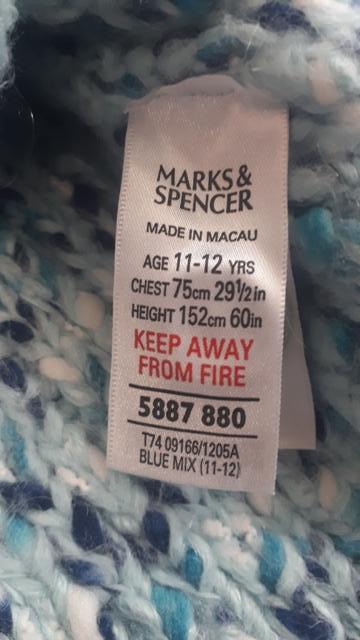 MARKS &
SPENCER
MADE IN MACAU
AGE 11-12 YRS
CHEST 75cm 29½in
HEIGHT 152cm 60in
KEEP AWAY
FROM FIRE
5887 880
T74 09166/1205A
BLUE MIX (11-12)